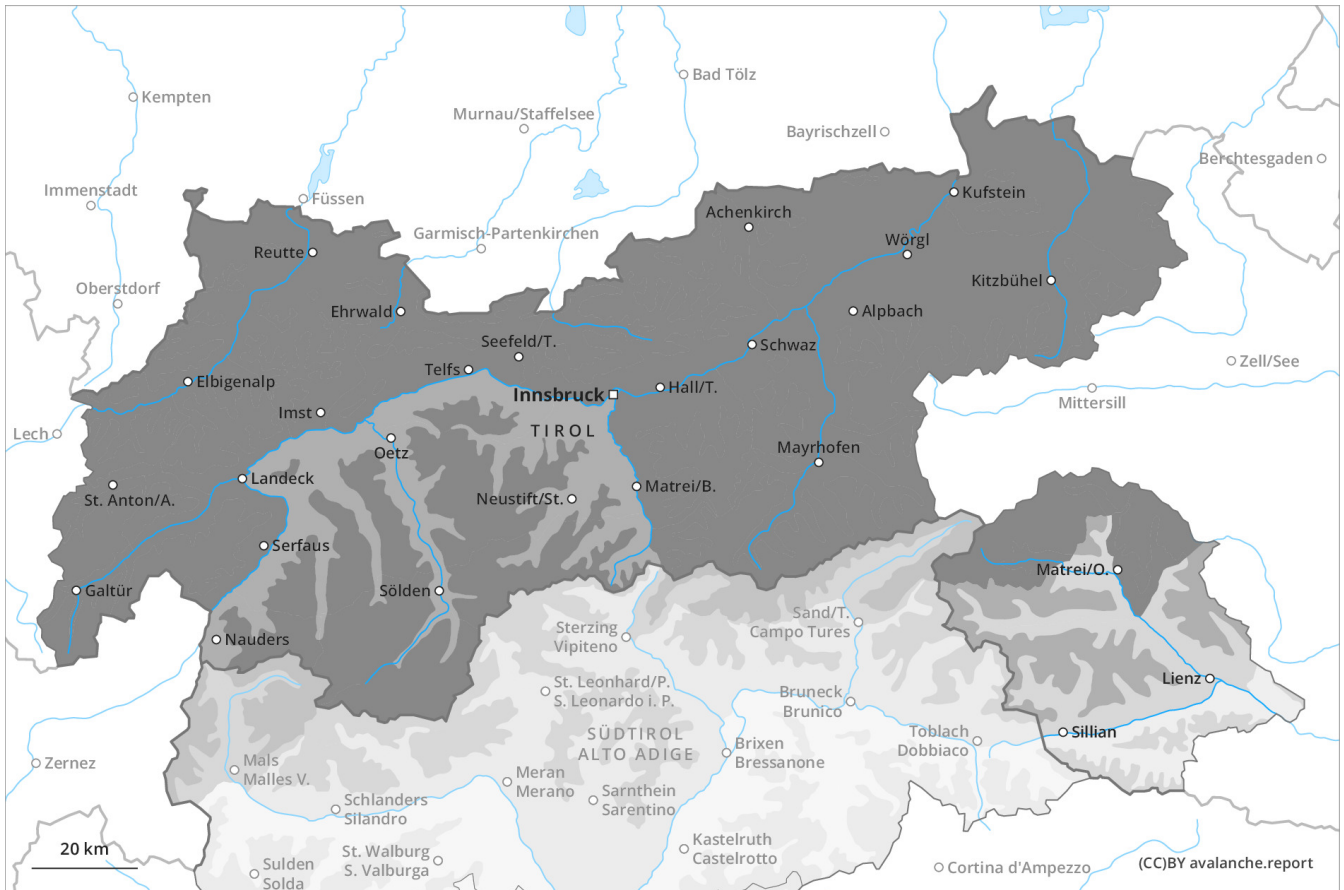 Kempten
Bad Tölz
Murnau/Staffelsee
Bayrischzell
Berchtesgaden
Immenstadt
Füssen
Kufstein
Achenkirch
Garmisch-Partenkirchen
Wörgl
Reutte
Oberstdorf
Kitzbühel
Ehrwald
Alpbach
Seefeld/T.
Schwaz
Zell/See
Telfs
Elbigenalp
Hall/T.
Innsbruck
Mittersill
Imst
TIROL
Lech
Oetz
Mayrhofen
Landeck
Matrei/B.
St. Anton/A.
Neustift/St.
Serfaus
Matrei/O.
Galtür
Sölden
Sand/T.
Campo Tures
Sterzing
Vipiteno
Nauders
Lienz
St. Leonhard/P.
S. Leonardo i. P.
Bruneck
Brunico
Sillian
Toblach
Dobbiaco
SÜDTIROL
ALTO ADIGE
Brixen
Bressanone
Zernez
Mals
Malles V.
Meran
Merano
Sarnthein
Sarentino
Schlanders
Silandro
Kastelruth
Castelrotto
20 km
St. Walburg
S. Valburga
Sulden
Solda
Cortina d'Ampezzo
(CC)BY avalanche.report